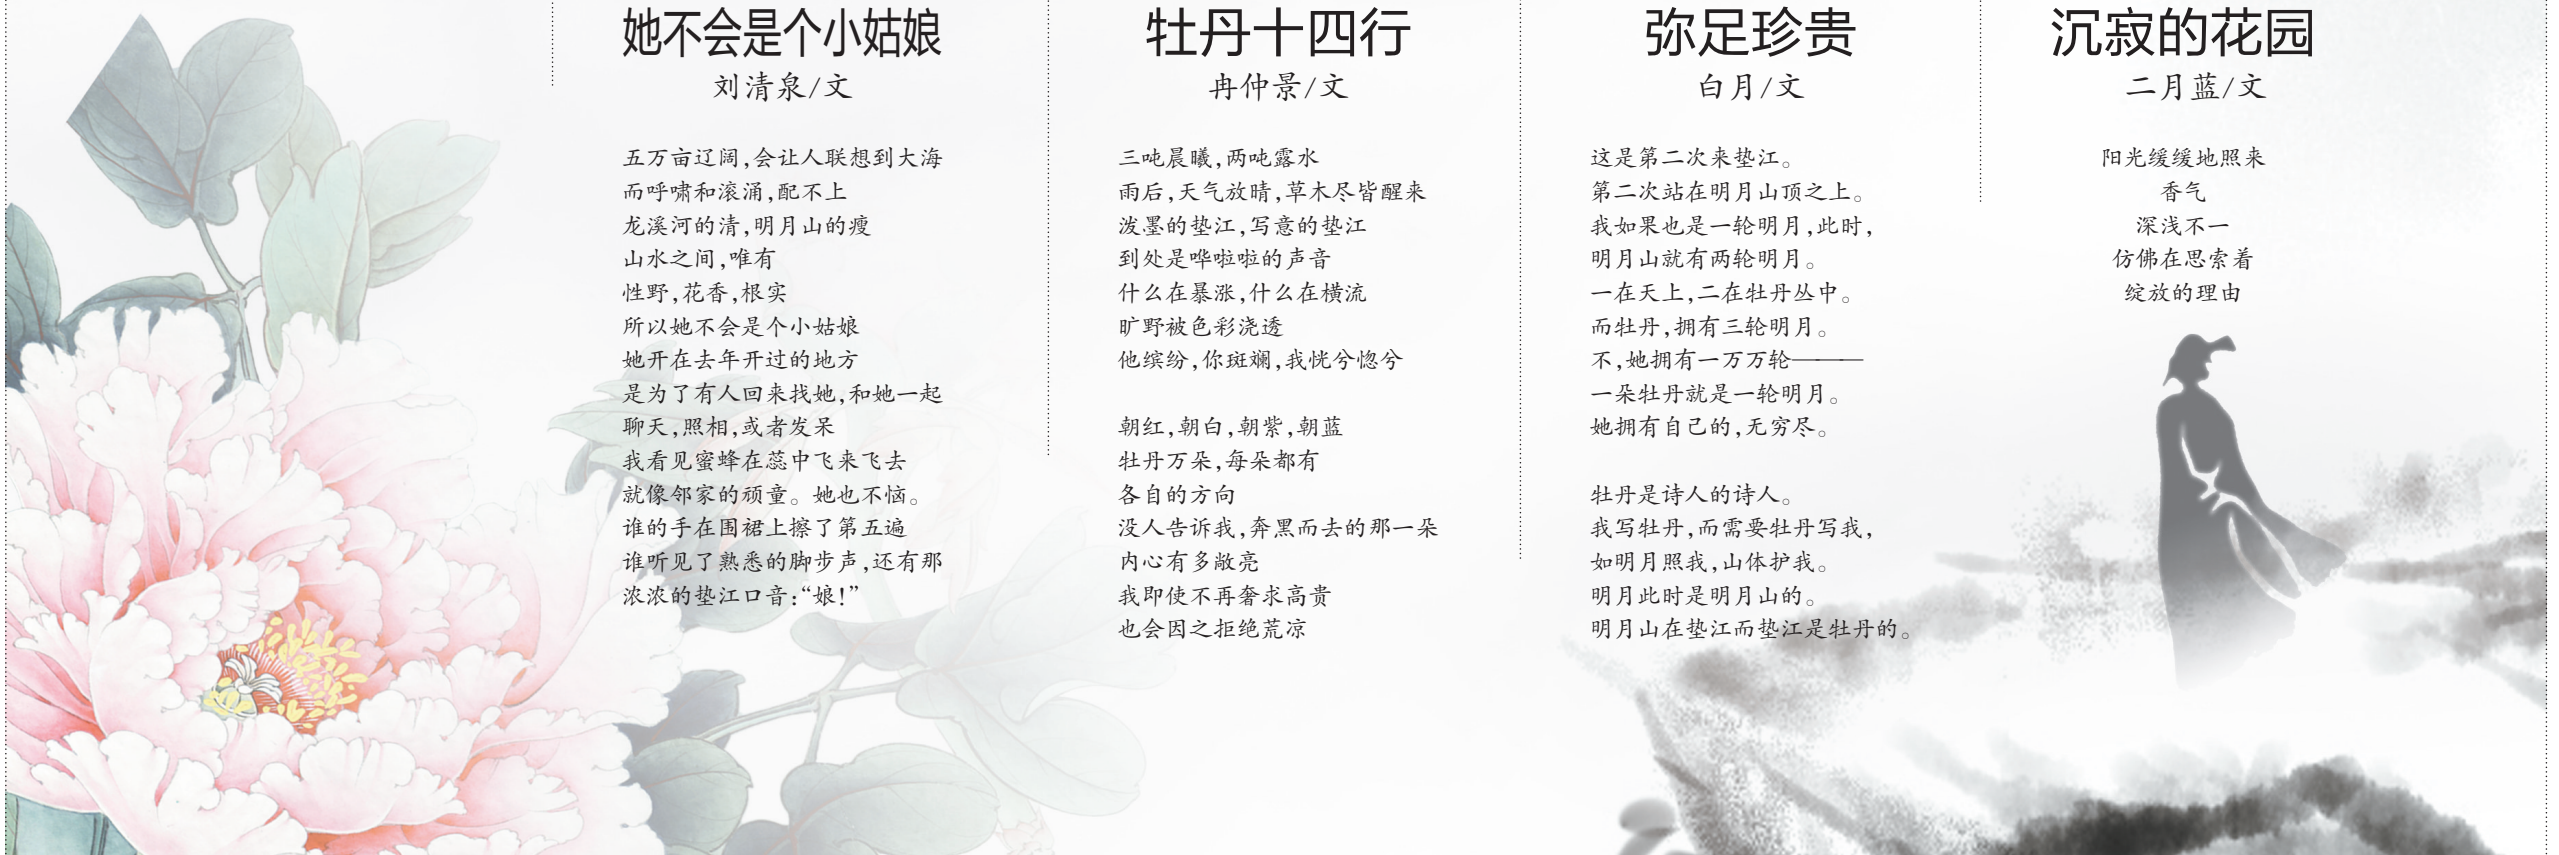 她不会是个小姑娘
刘清泉/文
五万亩辽阔,会让人联想到大海
而呼啸和滚涌,配不上
龙溪河的清,明月山的瘦
山水之间,唯有
性野,花香,根实
所以她不会是个小姑娘
她开在去年开过的地方
是为了有人回来找她,和她一起
聊天,照相,或者发呆
我看见蜜蜂在蕊中飞来飞去
就像邻家的顽童。她也不恼。
谁的手在围裙上擦了第五遍
谁听见了熟悉的脚步声,还有那
浓浓的垫江口音:“娘!”
牡丹十四行
冉仲景/文
三吨晨曦,两吨露水
雨后,天气放晴,草木尽皆醒来
泼墨的垫江,写意的垫江
到处是哗啦啦的声音
什么在暴涨,什么在横流
旷野被色彩浇透
他缤纷,你斑斓,我恍兮惚兮
朝红,朝白,朝紫,朝蓝
牡丹万朵,每朵都有
各自的方向
没人告诉我,奔黑而去的那一朵
内心有多敞亮
我即使不再奢求高贵
也会因之拒绝荒凉
弥足珍贵
白月/文
这是第二次来垫江。
第二次站在明月山顶之上。
我如果也是一轮明月,此时,
明月山就有两轮明月。
一在天上,二在牡丹丛中。
而牡丹,拥有三轮明月。
不,她拥有一万万轮———
一朵牡丹就是一轮明月。
她拥有自己的,无穷尽。
牡丹是诗人的诗人。
我写牡丹,而需要牡丹写我,
如明月照我,山体护我。
明月此时是明月山的。
明月山在垫江而垫江是牡丹的。
沉寂的花园
二月蓝/文
阳光缓缓地照来
香气
深浅不一
仿佛在思索着
绽放的理由